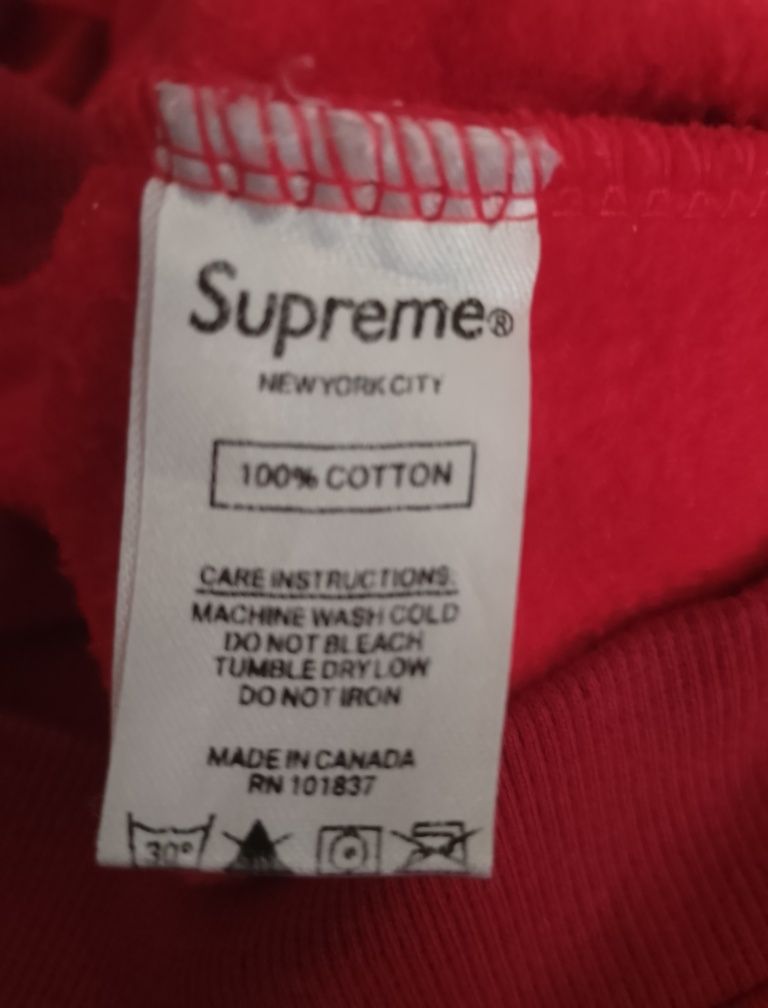 Supreme®
NEW YORK CITY
100% COTTON
CARE INSTRUCTIONS:
MACHINE WASH COLD
DO NOT BLEACH
TUMBLE DRY LOW
DO NOT IRON
MADE IN CANADA
RN 101837
30°